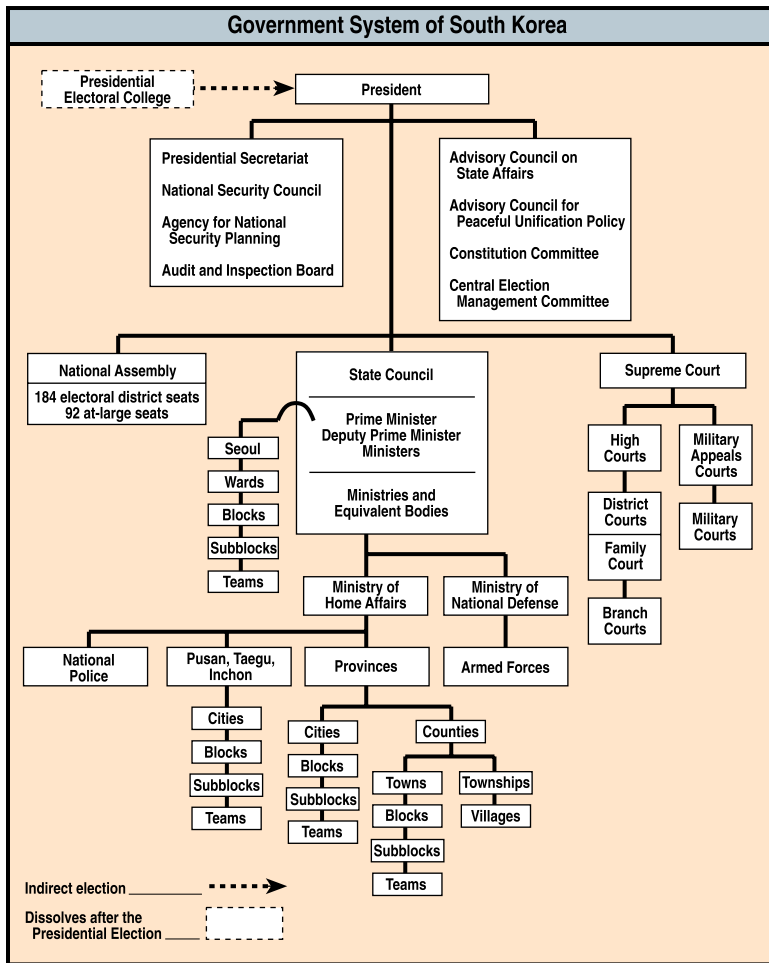 Government System of South Korea
Presidential
Electoral College
President
Presidential Secretariat
National Security Council
Agency for National
Security Planning
Audit and Inspection Board
Advisory Council on
State Affairs
Advisory Council for
Peaceful Unification Policy
Constitution Committee
Central Election
Management Committee
National Assembly
184 electoral district seats
92 at-large seats
State Council
Prime Minister
Deputy Prime Minister
Ministers
Ministries and
Equivalent Bodies
Seoul
Wards
Blocks
Subblocks
Teams
Supreme Court
High
Courts
District
Courts
Family
Court
Branch
Courts
Military
Appeals
Courts
Military
Courts
Ministry of
Home Affairs
Ministry of
National Defense
National
Police
Pusan, Taegu,
Inchon
Provinces
Armed Forces
Cities
Blocks
Subblocks
Teams
Cities
Blocks
Subblocks
Teams
Counties
Towns
Blocks
Subblocks
Teams
Townships
Villages
Indirect election
Dissolves after the
Presidential Election